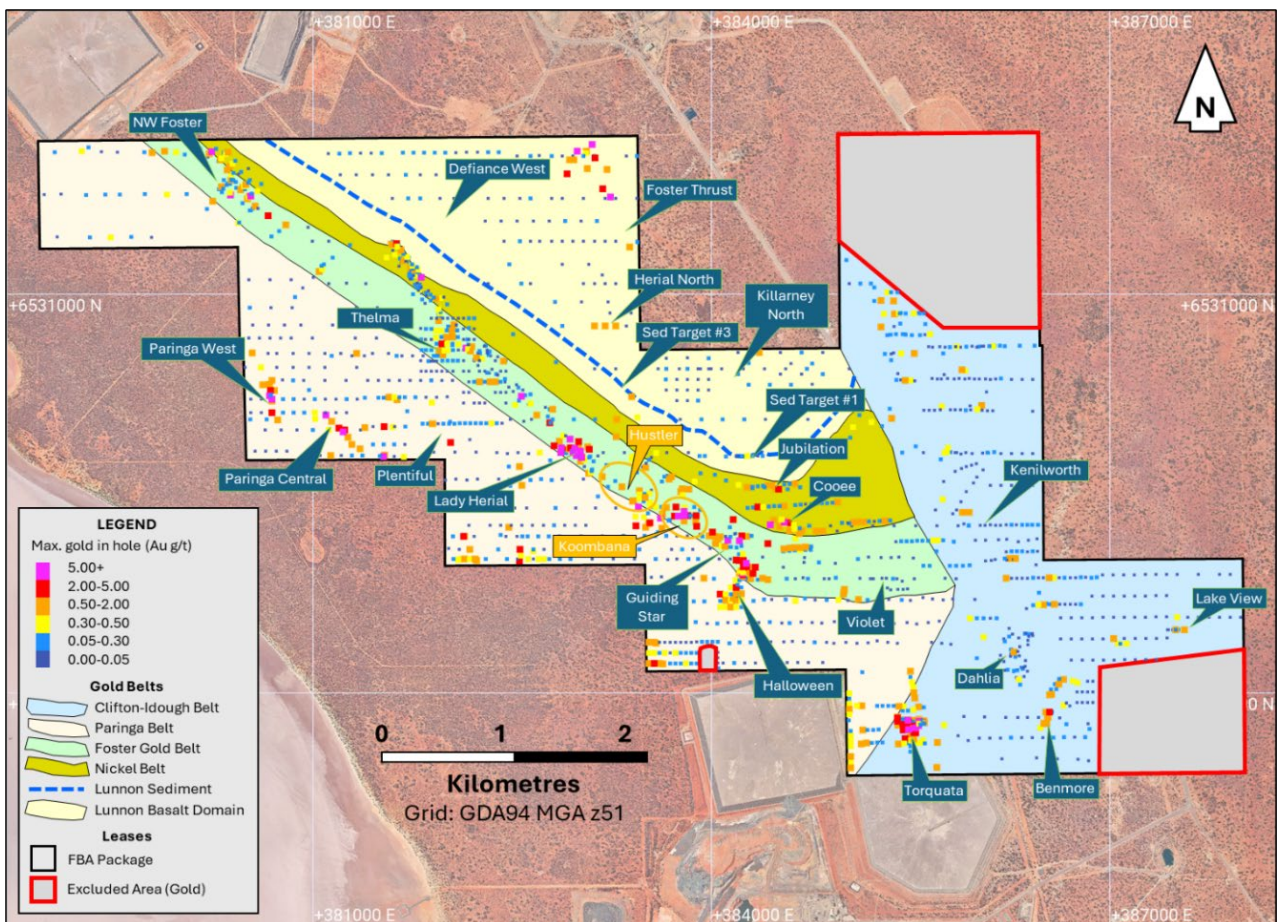 +381000 E
+384000 E
+387000 E
N
NW Foster
Defiance West
Foster Thrust
+6531000 N
+6531000 N
Herial North
Killarney
North
Thelma
Sed Target #3
Paringa West
Sed Target #1
Hustler
Jubilation
Kenilworth
Plentiful
Cooee
Paringa Central
Lady Herial
Koombana
Guiding
Star
Violet
Lake View
Halloween
Dahlia
0 N
Torquata
Benmore
LEGEND
Max. gold in hole (Au g/t)
5.00+
2.00-5.00
0.50-2.00
0.30-0.50
0.05-0.30
0.00-0.05
Gold Belts
Clifton-Idough Belt
Paringa Belt
Foster Gold Belt
Nickel Belt
Lunnon Sediment
Lunnon Basalt Domain
Leases
FBA Package
Excluded Area (Gold)
0 1 2
Kilometres
Grid: GDA94 MGA z51
+381000 E
+384000 E
+387000 E